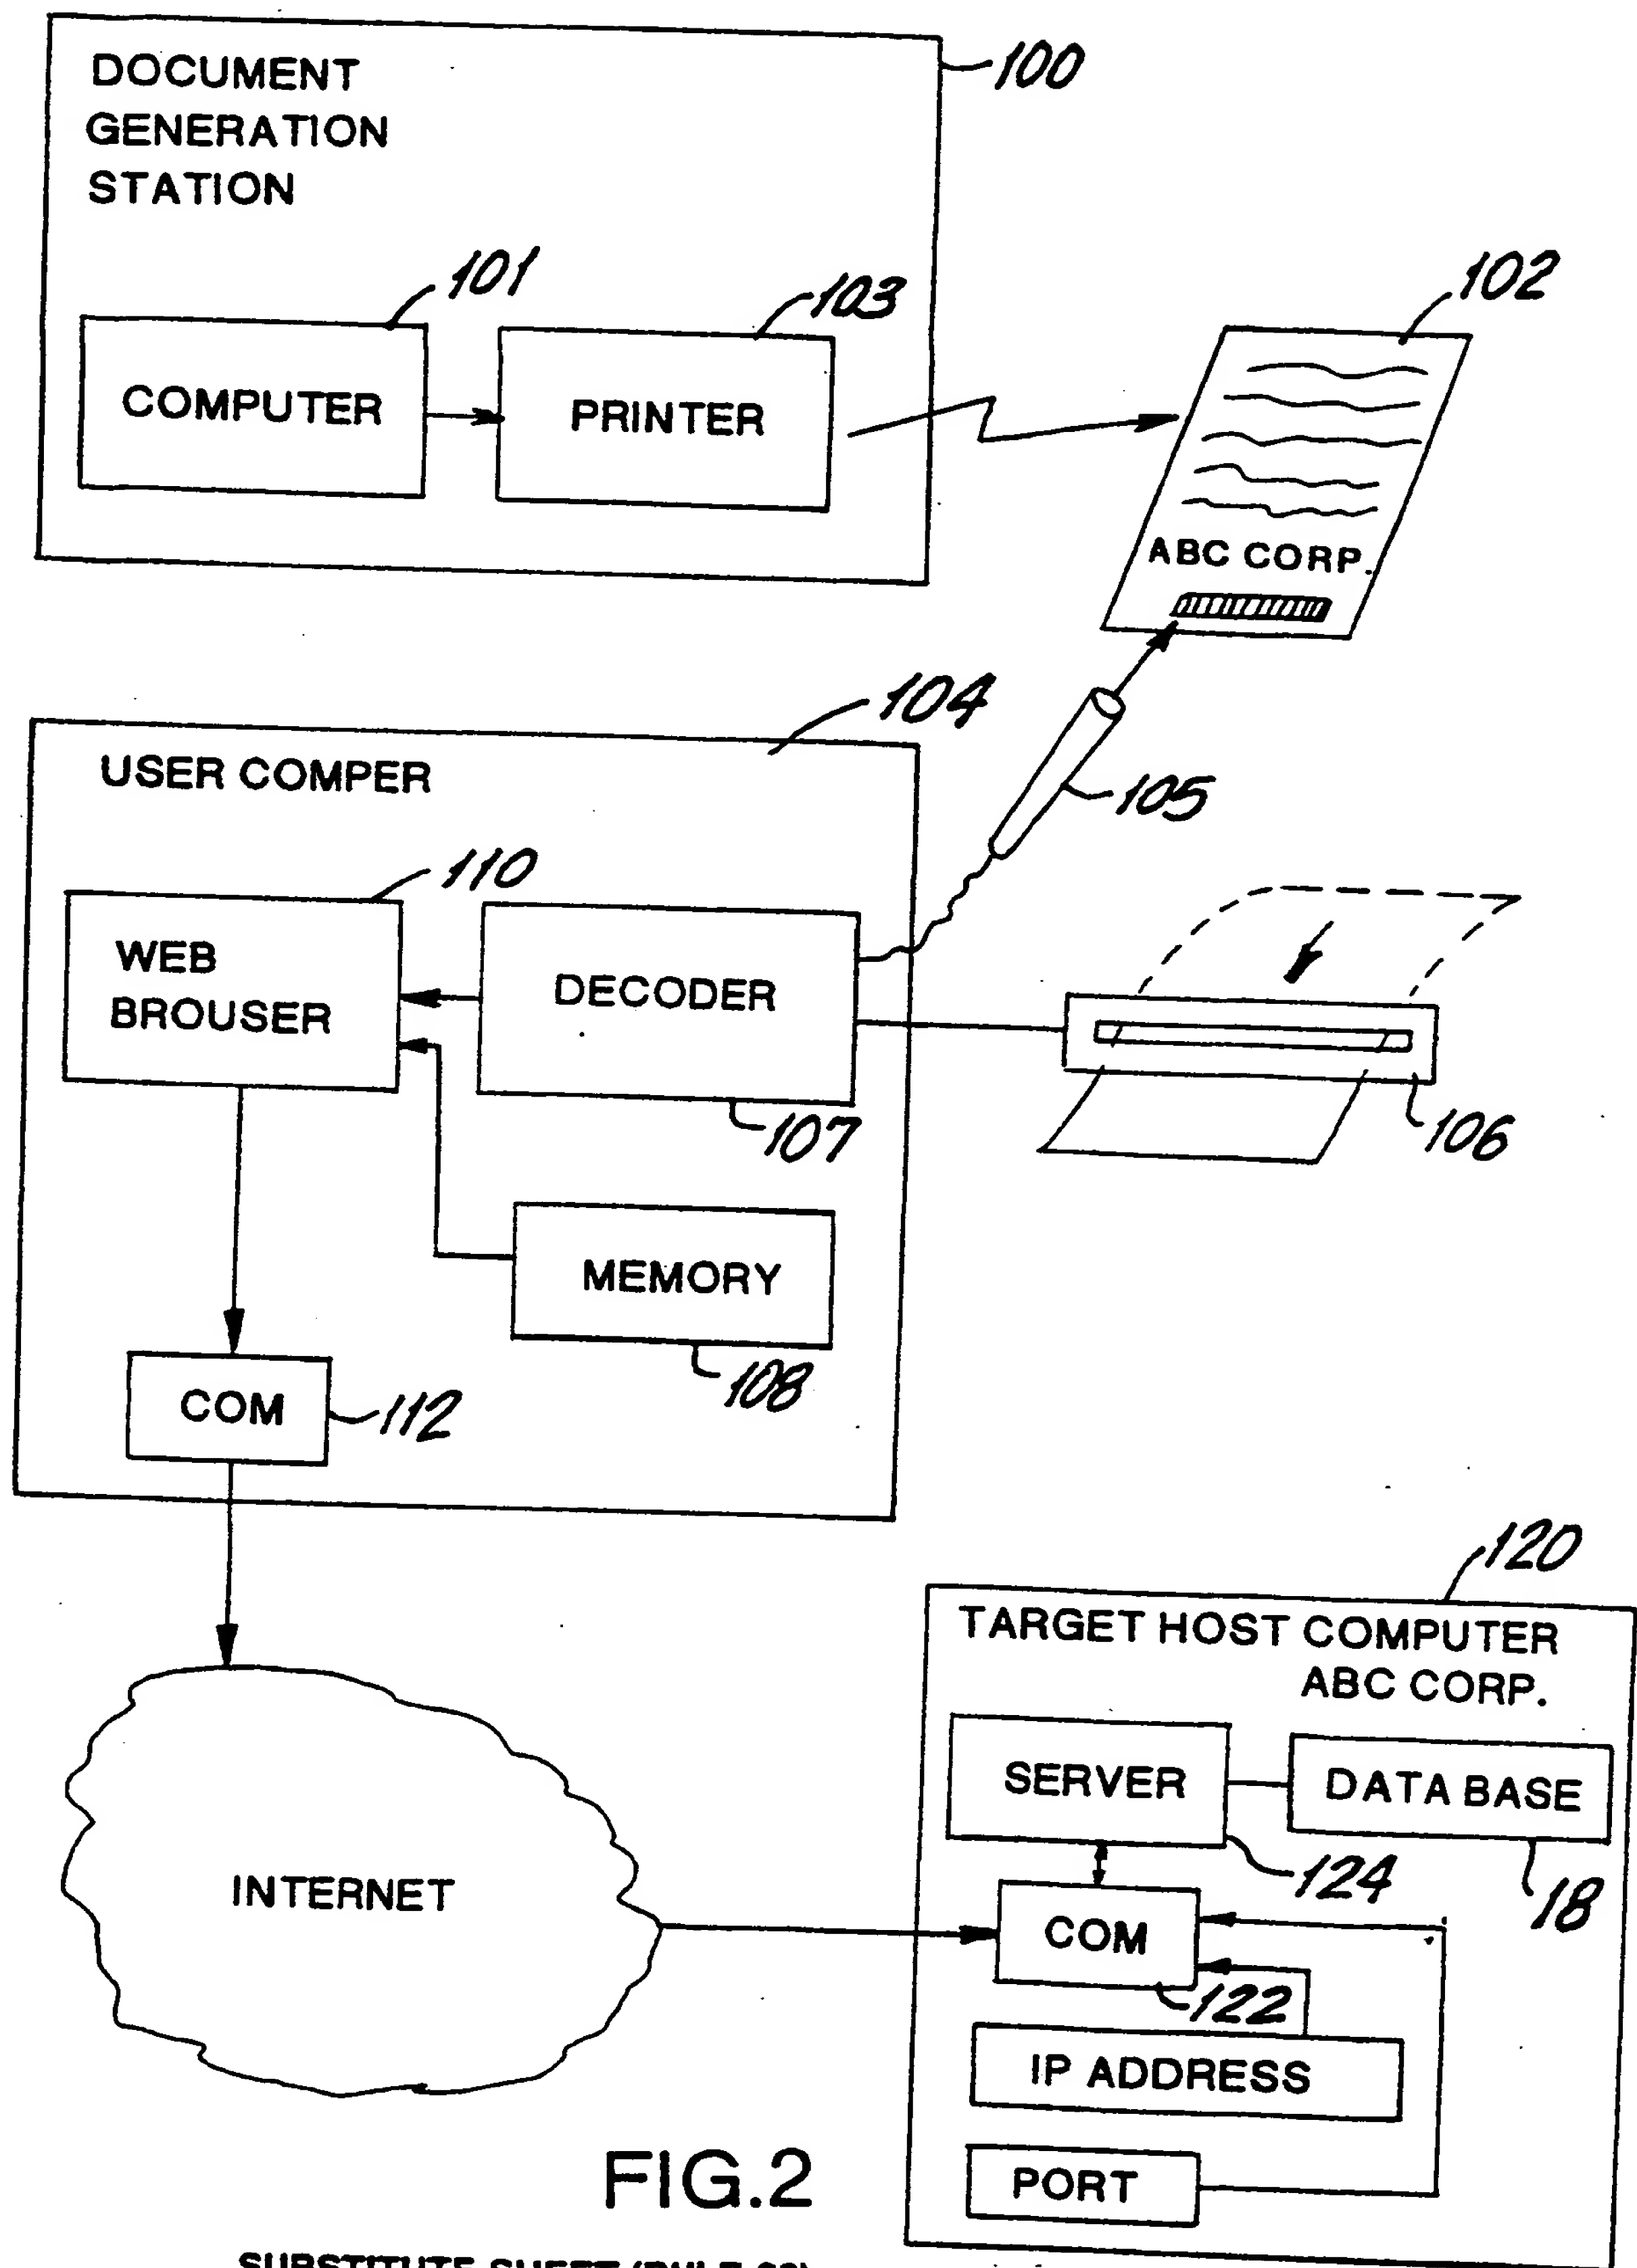 DOCUMENT
GENERATION
STATION
100
101
103
COMPUTER
PRINTER
102
ABC CORP.
104
USER COMPER
105
110
WEB
BROUSER
DECODER
107
106
MEMORY
108
COM
112
INTERNET
120
TARGET HOST COMPUTER
ABC CORP.
SERVER
DATA BASE
124
18
COM
122
IP ADDRESS
PORT
FIG.2